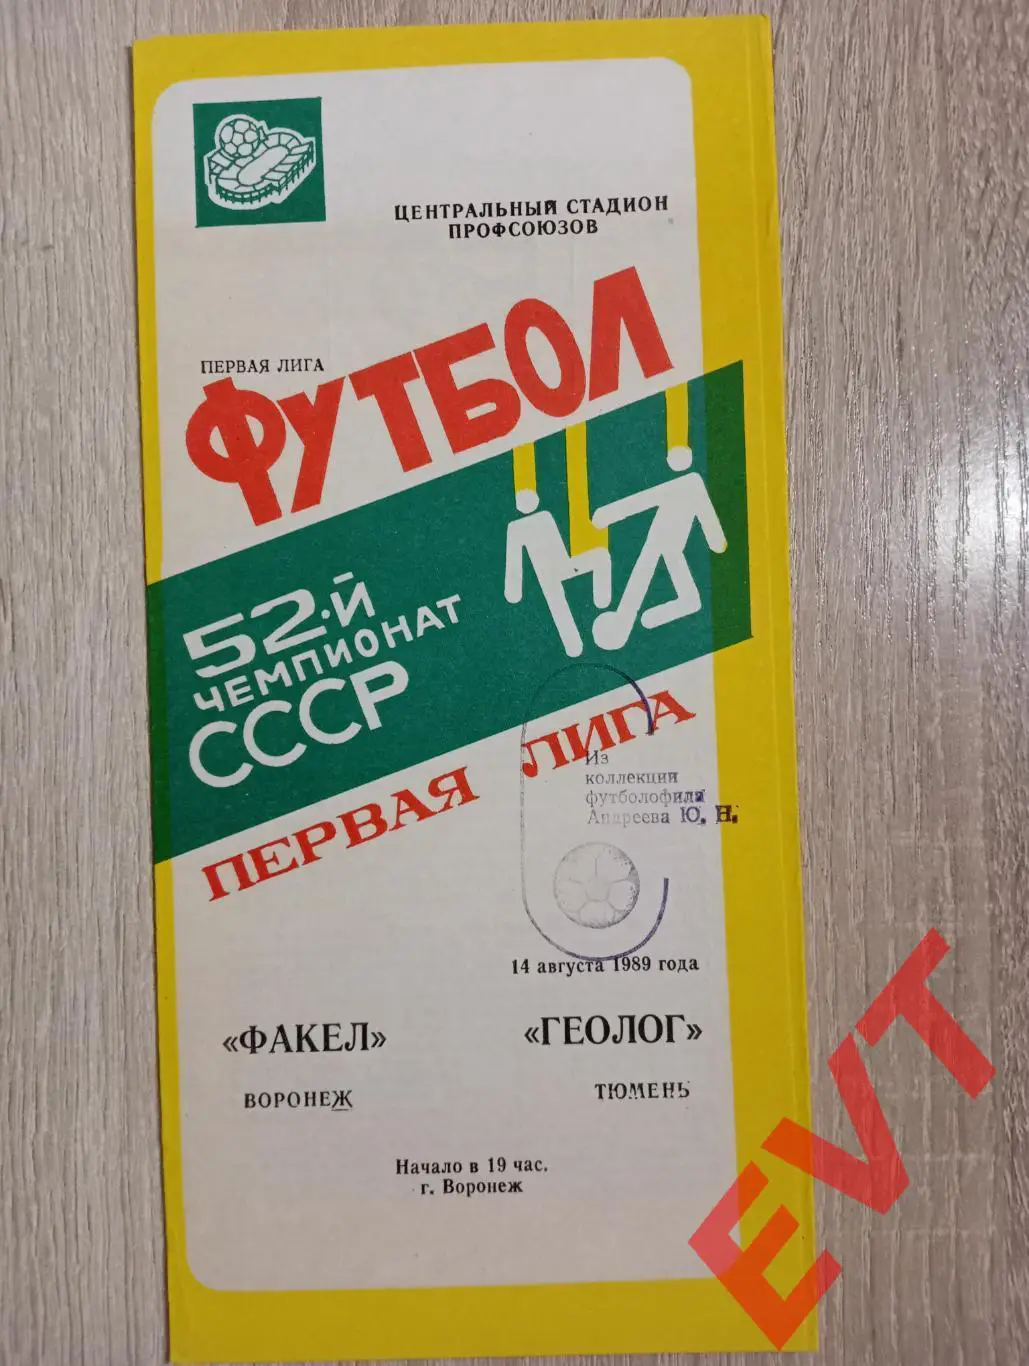 ЦЕНТРАЛЬНЫЙ СТАДИОН
ПРОФСОЮЗОВ
ПЕРВАЯ ЛИГА
ФУТБОЛ
52-Й
ЧЕМПИОНАТ
СССР
ПЕРВАЯ ЛИГА
Из
коллекции
футболофила
Андреева Ю. Н.
14 августа 1989 года
«ФАКЕЛ»
«ГЕОЛОГ»
ВОРОНЕЖ
ТЮМЕНЬ
Начало в 19 час.
г. Воронеж
EVT